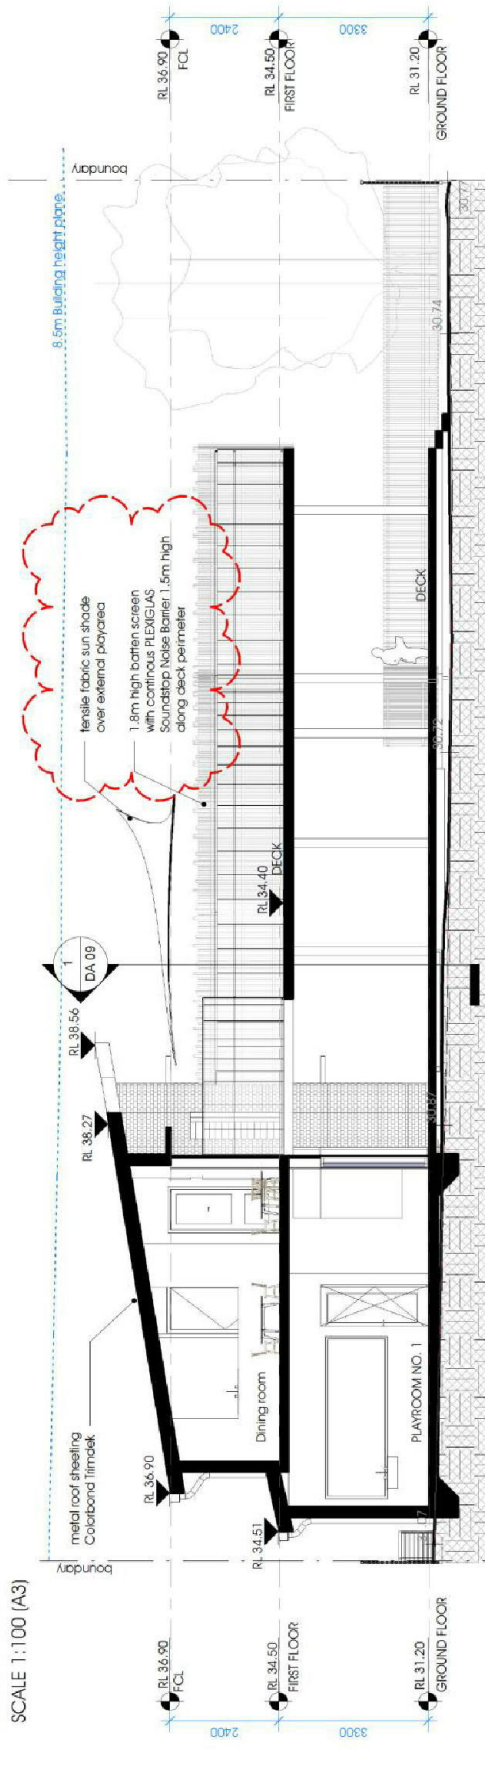 SCALE 1:100 (A3)
boundary
8.5m Building height plane
boundary
metal roof sheeting
Colorbond Trimdek
RL 38.27
RL 38.56
1
DA 09
tensile fabric sun shade
over external playarea
1.8m high batten screen
with continous PLEXIGLAS
Soundstop Noise Barrier 1.5m high
along deck perimeter
2400
RL 36.90
FCL
RL 36.90
RL 36.90
FCL
2400
RL 34.50
FIRST FLOOR
RL 34.51
Dining room
RL 34.40
DECK
RL 34.50
FIRST FLOOR
3300
PLAYROOM NO. 1
DECK
3300
RL 31.20
GROUND FLOOR
30.72
30.74
30.77
RL 31.20
GROUND FLOOR